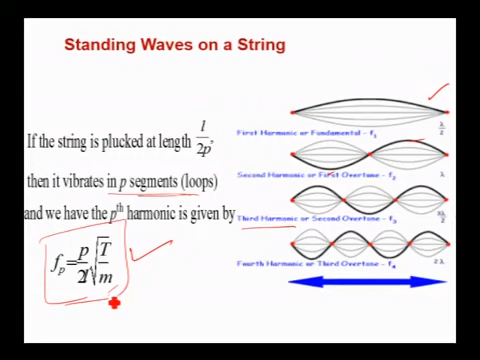 Standing Waves on a String
If the string is plucked at length l/2p,
then it vibrates in p segments (loops)
and we have the pth harmonic is given by
f_p = p/2l √(T/m)
First Harmonic or Fundamental - f₁ λ/2
Second Harmonic or First Overtone - f₂ λ
Third Harmonic or Second Overtone - f₃ 3λ/2
Fourth Harmonic or Third Overtone - f₄ 2λ